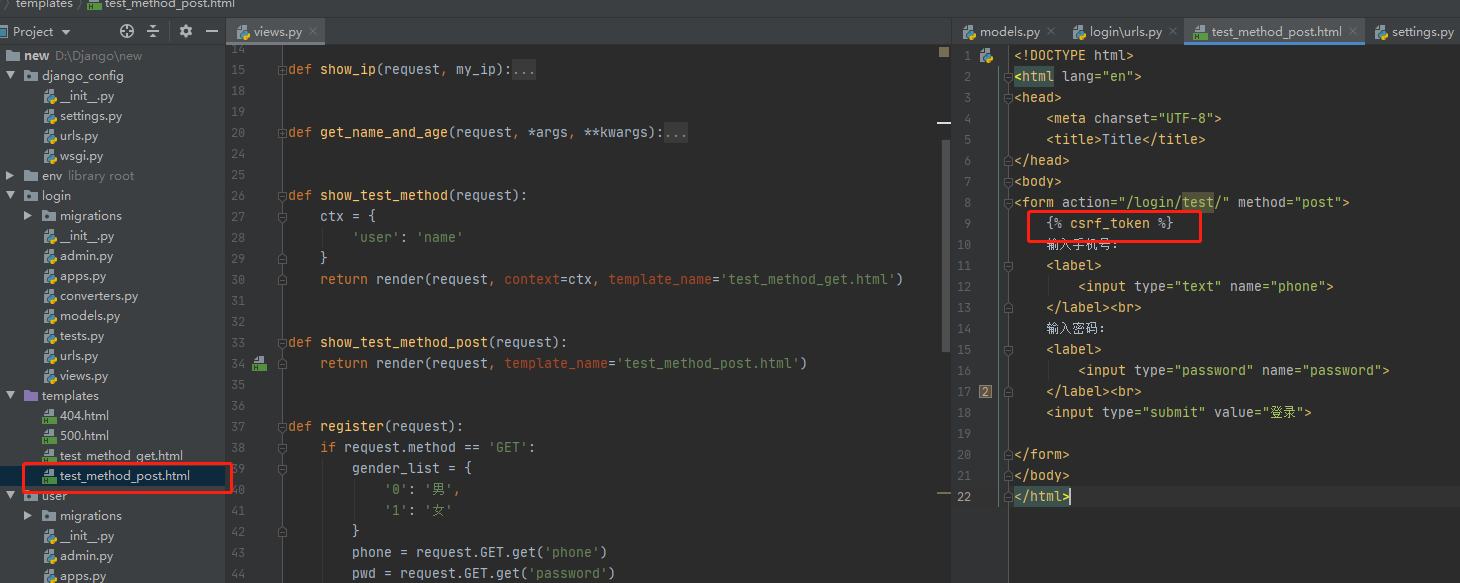 templates
test_method_post.html
Project
views.py
models.py
login\urls.py
test_method_post.html
settings.py
new D:\Django\new
django_config
__init__.py
settings.py
urls.py
wsgi.py
env library root
login
migrations
__init__.py
admin.py
apps.py
converters.py
models.py
tests.py
urls.py
views.py
templates
404.html
500.html
test_method_get.html
test_method_post.html
user
migrations
__init__.py
admin.py
apps.py
14
15 def show_ip(request, my_ip):...
18
19
20 def get_name_and_age(request, *args, **kwargs):...
24
25
26 def show_test_method(request):
27 ctx = {
28 'user': 'name'
29 }
30 return render(request, context=ctx, template_name='test_method_get.html')
31
32
33 def show_test_method_post(request):
34 return render(request, template_name='test_method_post.html')
35
36
37 def register(request):
38 if request.method == 'GET':
39 gender_list = {
40 '0': '男',
41 '1': '女'
42 }
43 phone = request.GET.get('phone')
44 pwd = request.GET.get('password')
1 <!DOCTYPE html>
2 <html lang="en">
3 <head>
4 <meta charset="UTF-8">
5 <title>Title</title>
6 </head>
7 <body>
8 <form action="/login/test/" method="post">
9 {% csrf_token %}
10 输入手机号:
11 <label>
12 <input type="text" name="phone">
13 </label><br>
14 输入密码:
15 <label>
16 <input type="password" name="password">
17 2 </label><br>
18 <input type="submit" value="登录">
19
20 </form>
21 </body>
22 </html>